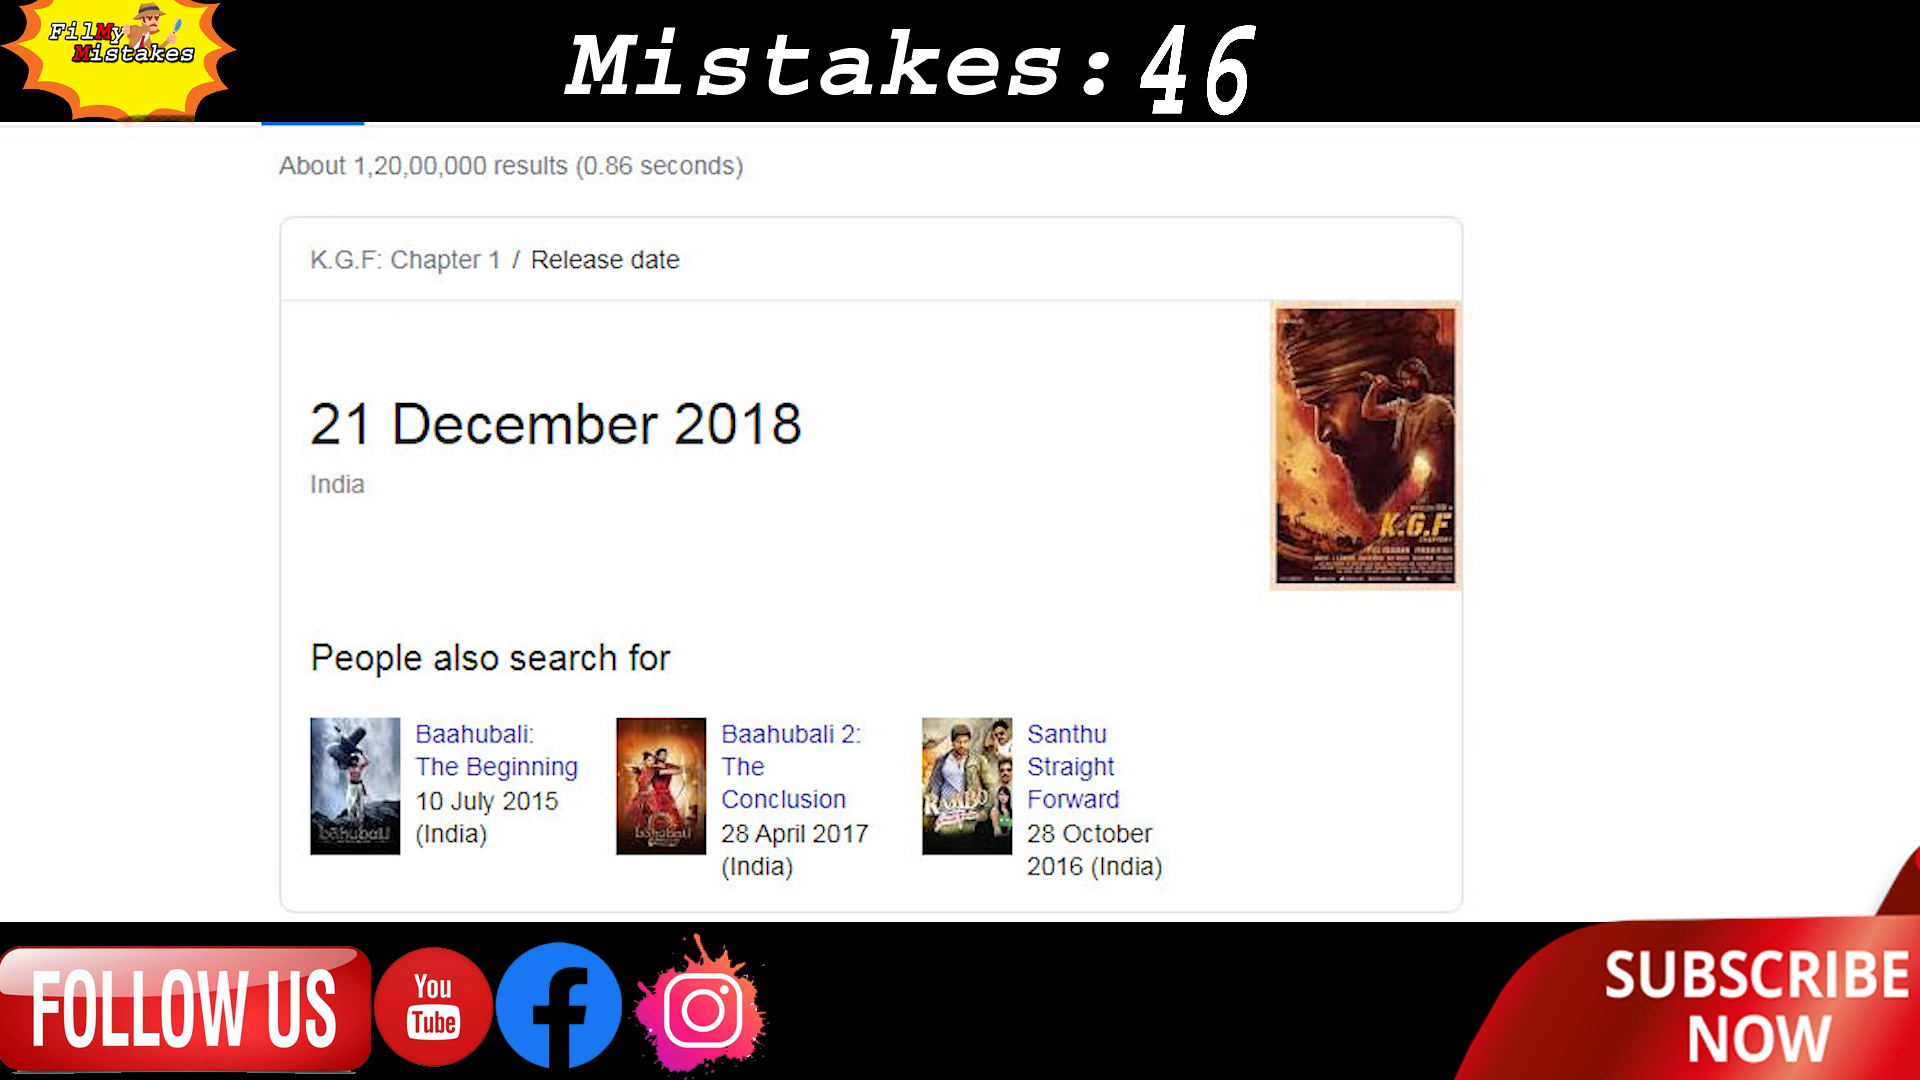 FilMy
Mistakes
Mistakes:46
About 1,20,00,000 results (0.86 seconds)
K.G.F: Chapter 1 / Release date
21 December 2018
India
K.G.F
People also search for
Baahubali:
The Beginning
10 July 2015
(India)
Baahubali 2:
The
Conclusion
28 April 2017
(India)
Santhu
Straight
Forward
28 October
2016 (India)
FOLLOW US
You
Tube
SUBSCRIBE
NOW